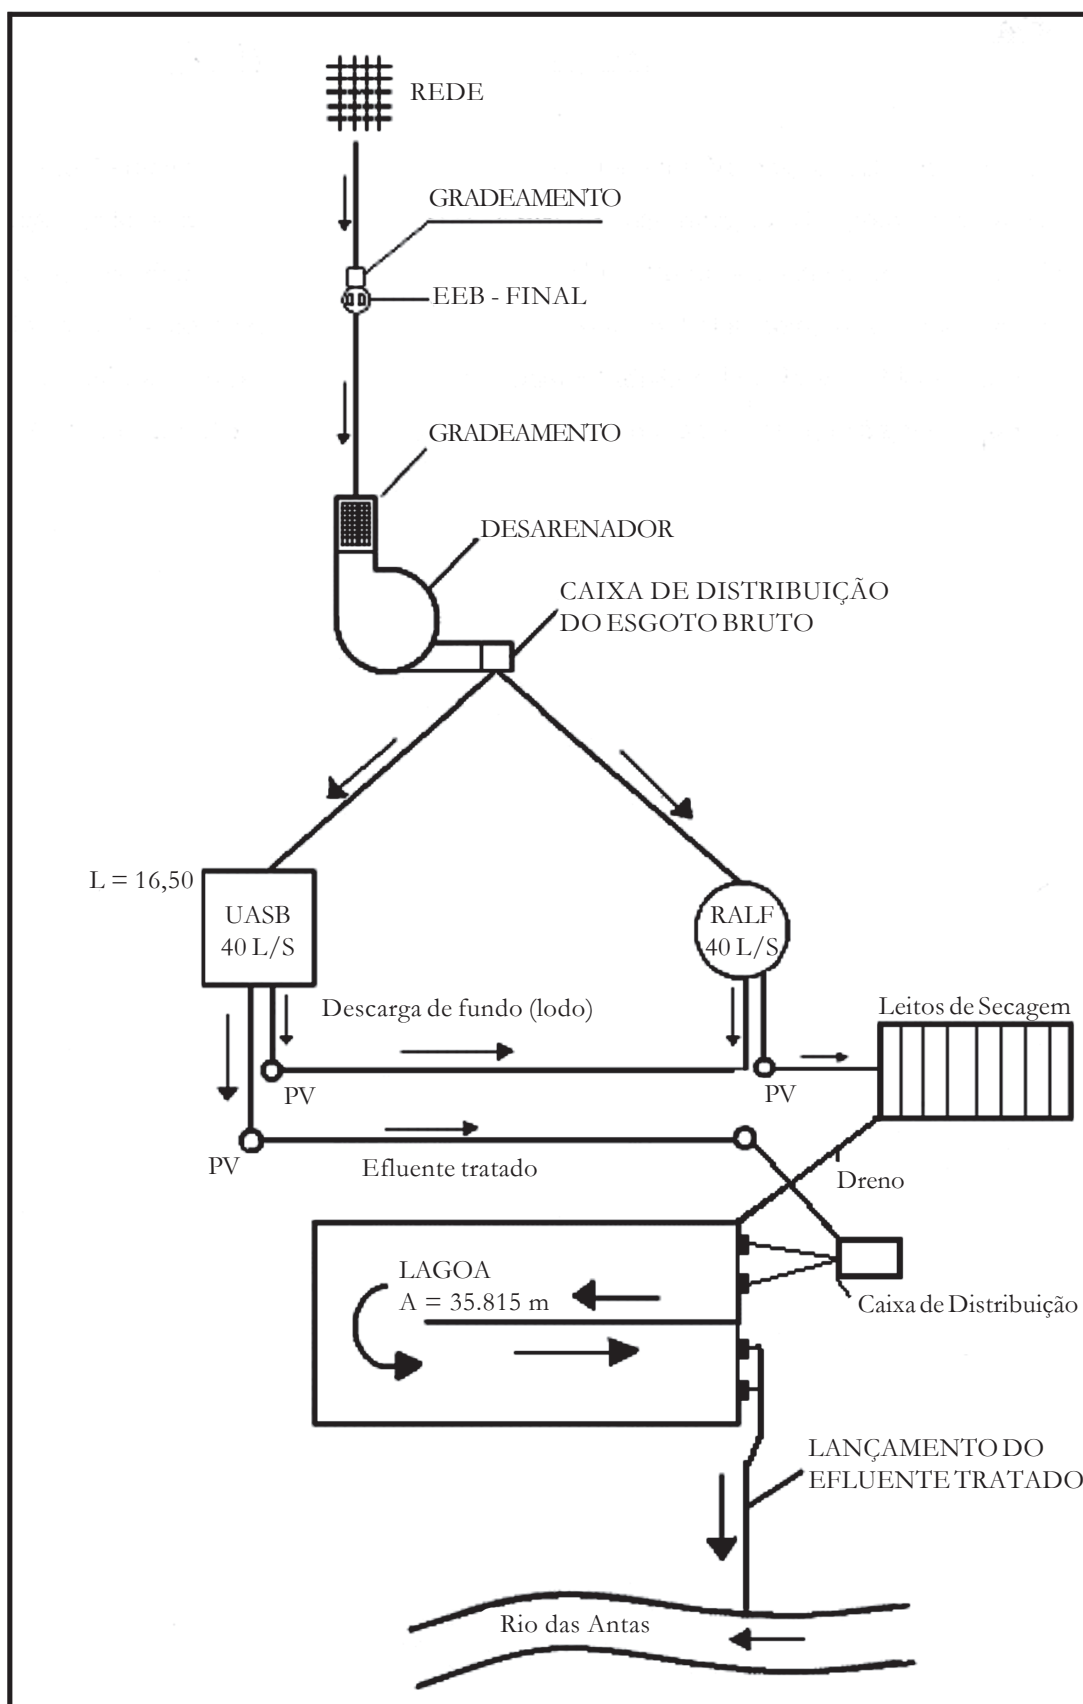 REDE
GRADEAMENTO
EEB - FINAL
GRADEAMENTO
DESARENADOR
CAIXA DE DISTRIBUIÇÃO
DO ESGOTO BRUTO
L = 16,50
UASB
40 L/S
RALF
40 L/S
Descarga de fundo (lodo)
Leitos de Secagem
PV
PV
PV
Efluente tratado
Dreno
LAGOA
A = 35.815 m
Caixa de Distribuição
LANÇAMENTO DO
EFLUENTE TRATADO
Rio das Antas